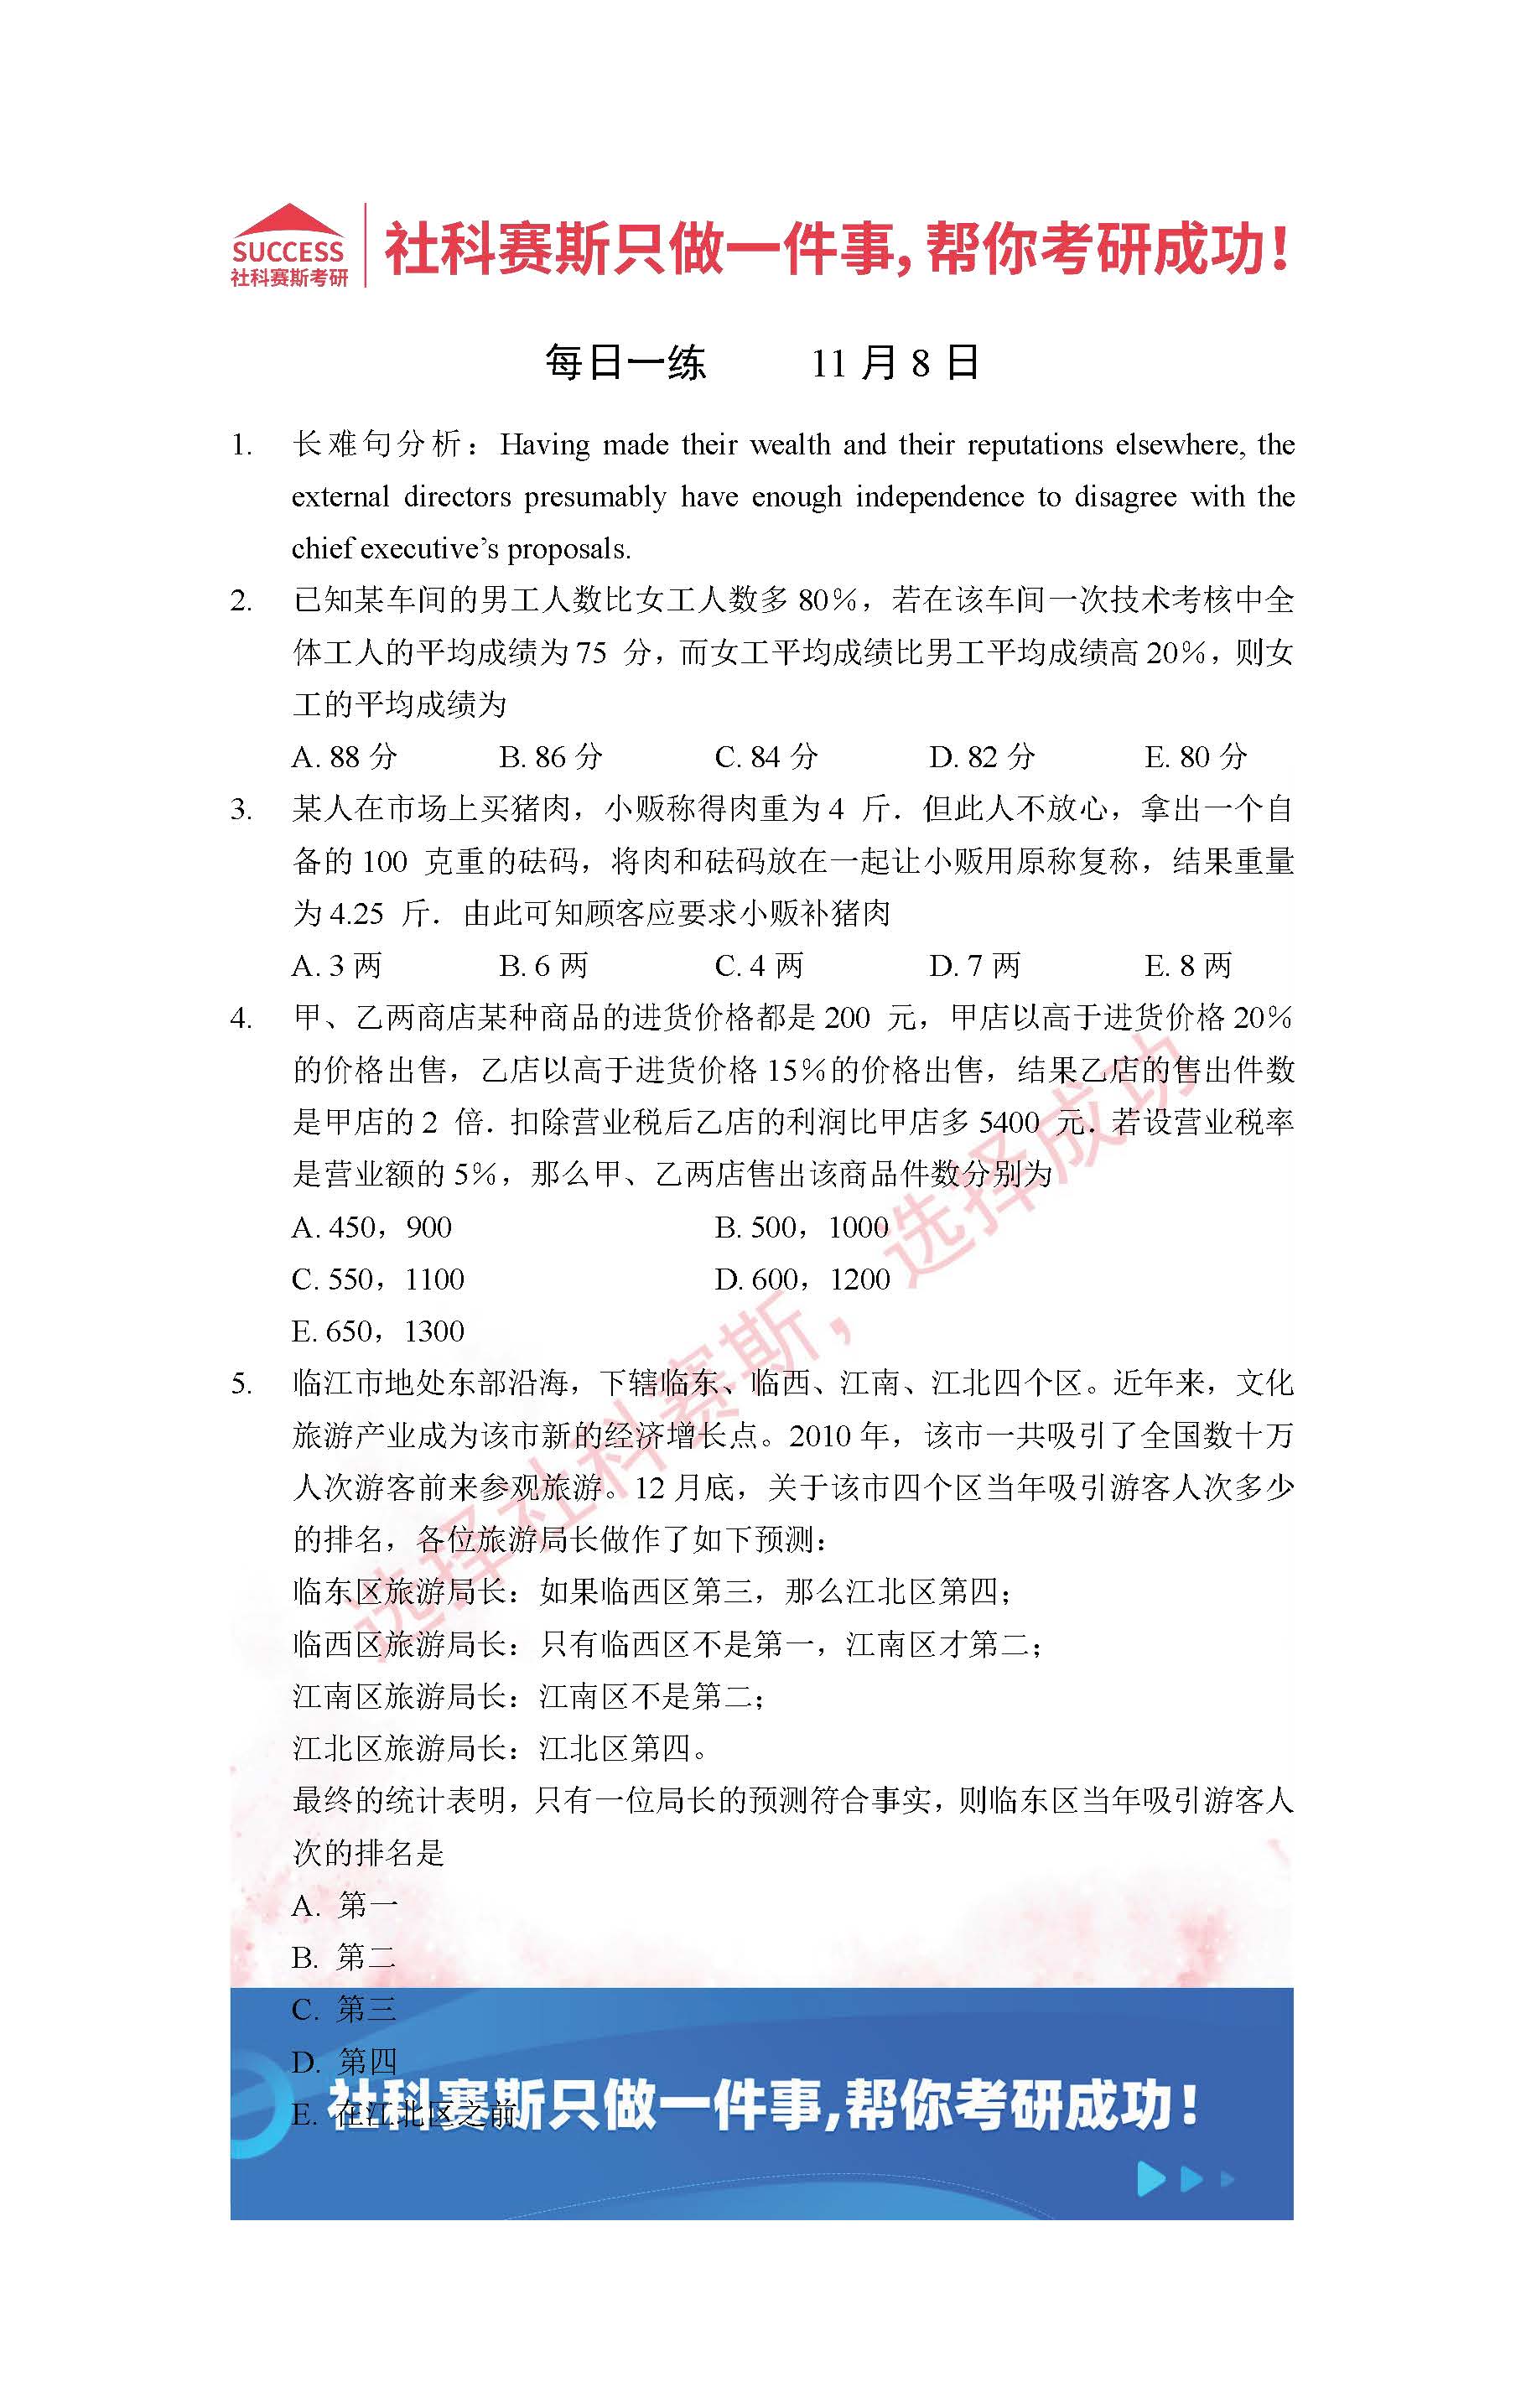 SUCCESS
社科赛斯考研
社科赛斯只做一件事,帮你考研成功!
每日一练 11 月 8 日
1. 长难句分析：Having made their wealth and their reputations elsewhere, the
external directors presumably have enough independence to disagree with the
chief executive’s proposals.
2. 已知某车间的男工人数比女工人数多 80％，若在该车间一次技术考核中全
体工人的平均成绩为 75 分，而女工平均成绩比男工平均成绩高 20％，则女
工的平均成绩为
A. 88 分 B. 86 分 C. 84 分 D. 82 分 E. 80 分
3. 某人在市场上买猪肉，小贩称得肉重为 4 斤．但此人不放心，拿出一个自
备的 100 克重的砝码，将肉和砝码放在一起让小贩用原称复称，结果重量
为 4.25 斤．由此可知顾客应要求小贩补猪肉
A. 3 两 B. 6 两 C. 4 两 D. 7 两 E. 8 两
4. 甲、乙两商店某种商品的进货价格都是 200 元，甲店以高于进货价格 20％
的价格出售，乙店以高于进货价格 15％的价格出售，结果乙店的售出件数
是甲店的 2 倍．扣除营业税后乙店的利润比甲店多 5400 元．若设营业税率
是营业额的 5％，那么甲、乙两店售出该商品件数分别为
A. 450，900 B. 500，1000
C. 550，1100 D. 600，1200
E. 650，1300
5. 临江市地处东部沿海，下辖临东、临西、江南、江北四个区。近年来，文化
旅游产业成为该市新的经济增长点。2010 年，该市一共吸引了全国数十万
人次游客前来参观旅游。12 月底，关于该市四个区当年吸引游客人次多少
的排名，各位旅游局长做作了如下预测：
临东区旅游局长：如果临西区第三，那么江北区第四；
临西区旅游局长：只有临西区不是第一，江南区才第二；
江南区旅游局长：江南区不是第二；
江北区旅游局长：江北区第四。
最终的统计表明，只有一位局长的预测符合事实，则临东区当年吸引游客人
次的排名是
A. 第一
B. 第二
C. 第三
D. 第四
E. 在江北区之前
选择社科赛斯，选择成功
社科赛斯只做一件事,帮你考研成功!